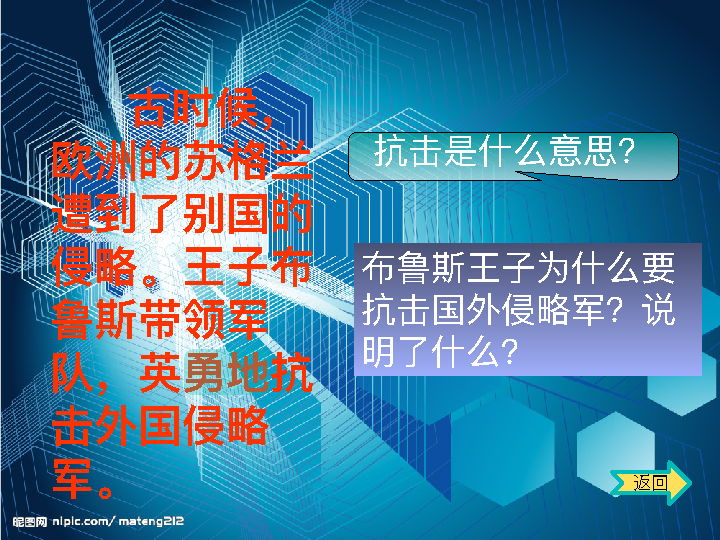 古时候，
欧洲的苏格兰
遭到了别国的
侵略。王子布
鲁斯带领军
队，英勇地抗
击外国侵略
军。
抗击是什么意思？
布鲁斯王子为什么要
抗击国外侵略军？说
明了什么？
返回
昵图网 nipic.com/mateng212